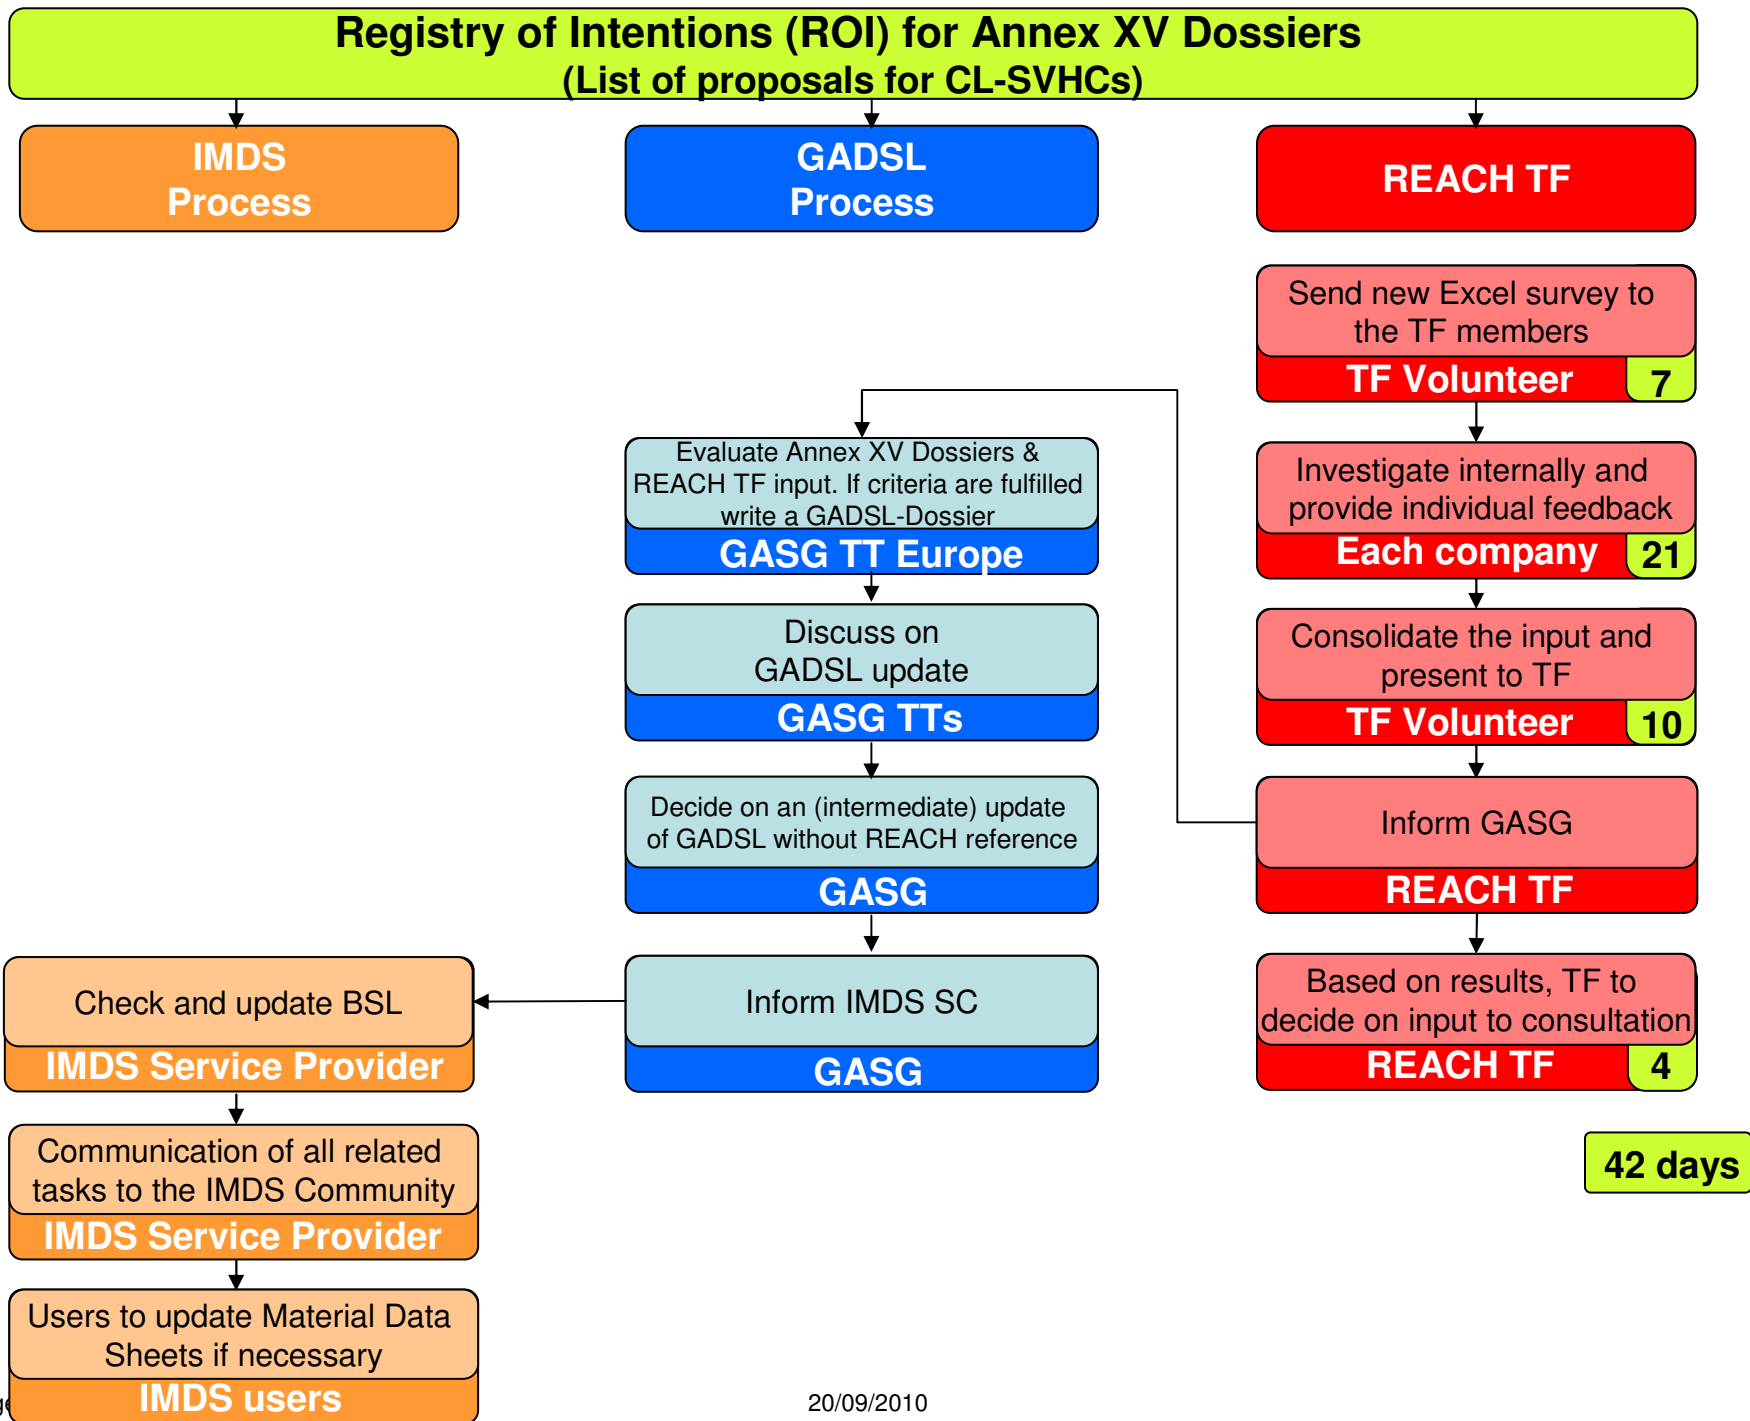 Registry of Intentions (ROI) for Annex XV Dossiers
(List of proposals for CL-SVHCs)
IMDS
Process
GADSL
Process
REACH TF
Send new Excel survey to
the TF members
TF Volunteer
7
Investigate internally and
provide individual feedback
Each company
21
Consolidate the input and
present to TF
TF Volunteer
10
Inform GASG
REACH TF
Based on results, TF to
decide on input to consultation
REACH TF
4
42 days
Evaluate Annex XV Dossiers &
REACH TF input. If criteria are fulfilled
write a GADSL-Dossier
GASG TT Europe
Discuss on
GADSL update
GASG TTs
Decide on an (intermediate) update
of GADSL without REACH reference
GASG
Inform IMDS SC
GASG
Check and update BSL
IMDS Service Provider
Communication of all related
tasks to the IMDS Community
IMDS Service Provider
Users to update Material Data
Sheets if necessary
IMDS users
20/09/2010